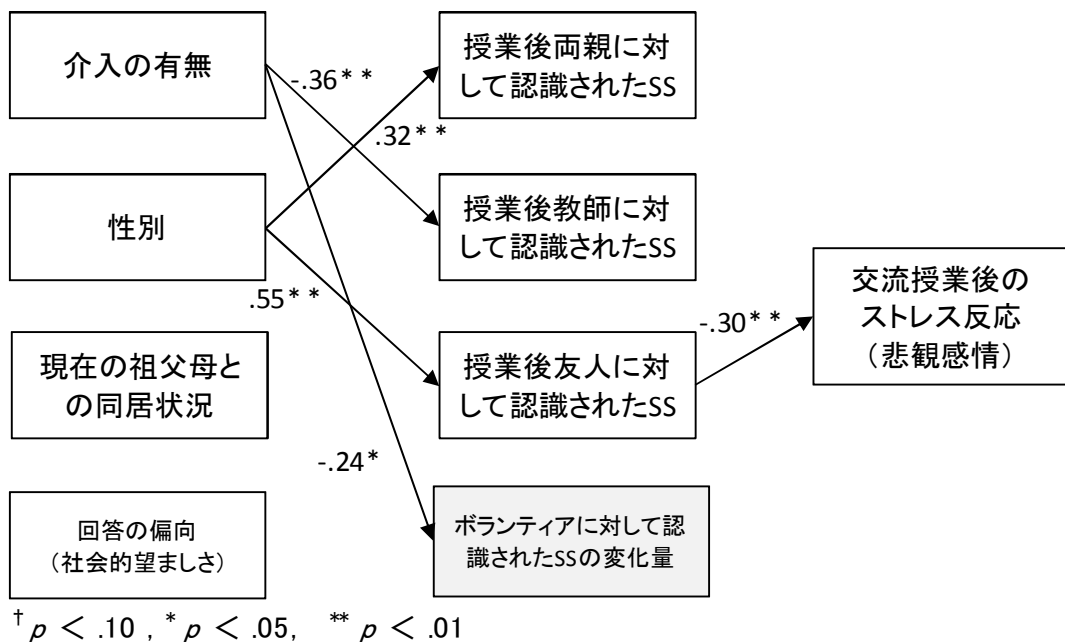 介入の有無
性別
現在の祖父母と
の同居状況
回答の偏向
（社会的望ましさ）
-.36**
.32**
.55**
-.24*
授業後両親に対
して認識されたSS
授業後教師に対
して認識されたSS
授業後友人に対
して認識されたSS
ボランティアに対して認
識されたSSの変化量
-.30**
交流授業後の
ストレス反応
（悲観感情）
† p < .10 , * p < .05, ** p < .01